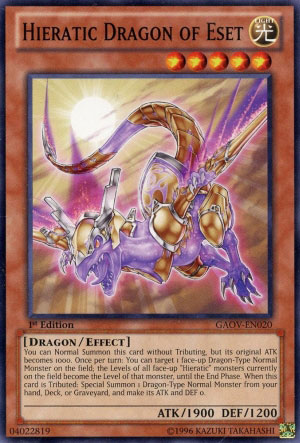 HIERATIC DRAGON OF ESET
LIGHT
光
1st Edition
GAOV-EN020
[DRAGON/EFFECT]
You can Normal Summon this card without Tributing, but its original ATK
becomes 1000. Once per turn: You can target 1 face-up Dragon-Type Normal
Monster on the field; the Levels of all face-up "Hieratic" monsters currently
on the field become the Level of that monster, until the End Phase. When this
card is Tributed: Special Summon 1 Dragon-Type Normal Monster from your
hand, Deck, or Graveyard, and make its ATK and DEF 0.
ATK/1900 DEF/1200
04022819
©1996 KAZUKI TAKAHASHI